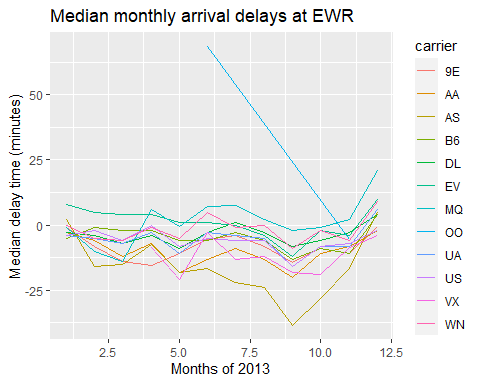 Median monthly arrival delays at EWR
Median delay time (minutes)
50
25
0
-25
2.5 5.0 7.5 10.0 12.5
Months of 2013
carrier
9E
AA
AS
B6
DL
EV
MQ
OO
UA
US
VX
WN